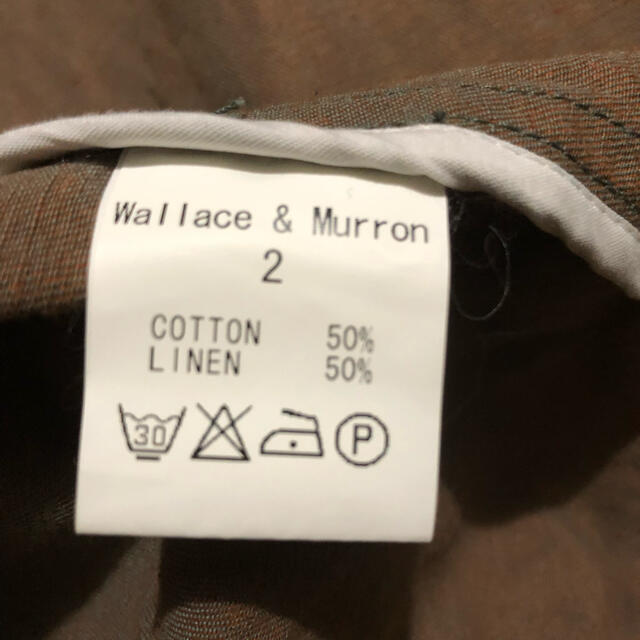 Wallace & Murron
2
COTTON 50%
LINEN 50%
30 P